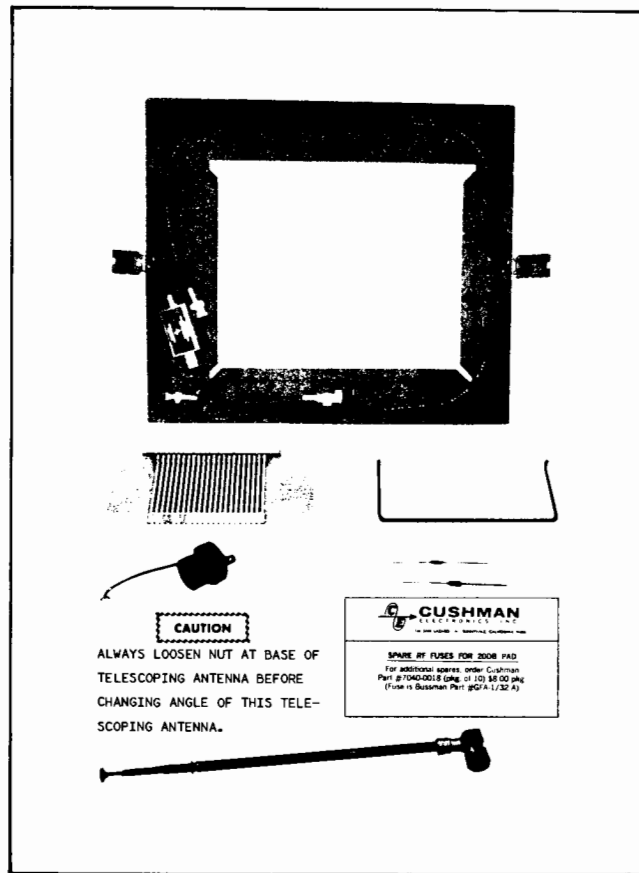 CAUTION
ALWAYS LOOSEN NUT AT BASE OF
TELESCOPING ANTENNA BEFORE
CHANGING ANGLE OF THIS TELE-
SCOPING ANTENNA.
CE CUSHMAN
ELECTRONICS INC
SPARE RF FUSES FOR 200B PAD
For additional spares, order Cushman
Part #7040-0018 (pkg. of 10) $8.00 pkg
(Fuse is Bussman Part #GFA-1/32 A)